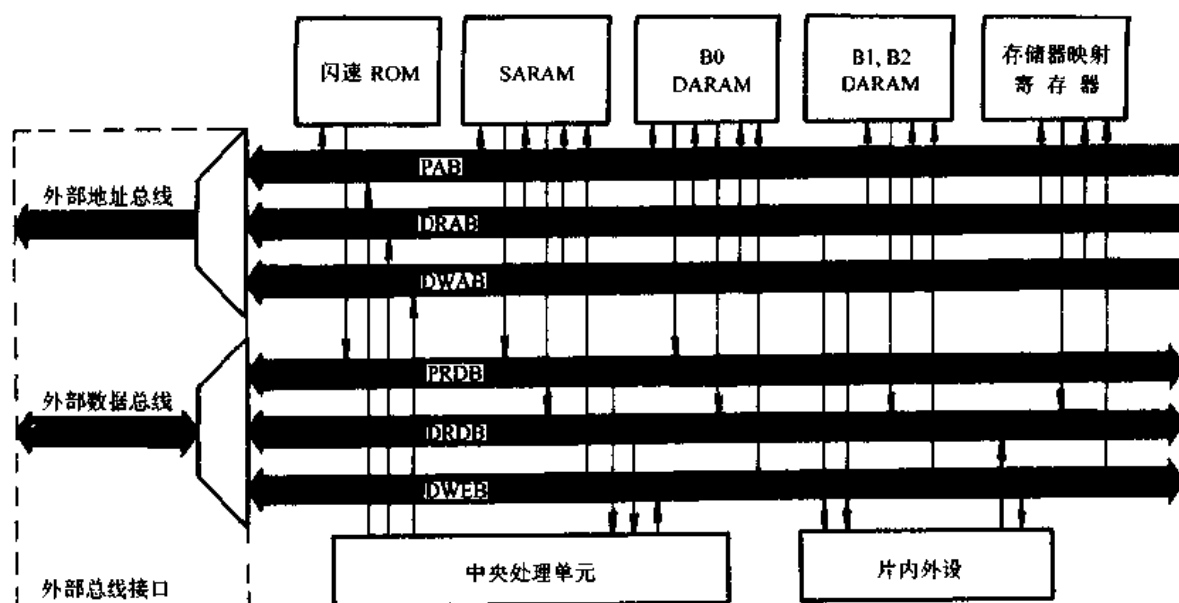 闪速 ROM
SARAM
B0
DARAM
B1, B2
DARAM
存储器映射
寄存器
PAB
外部地址总线
DRAB
DWAB
PRDB
外部数据总线
DRDB
DWEB
中央处理单元
片内外设
外部总线接口